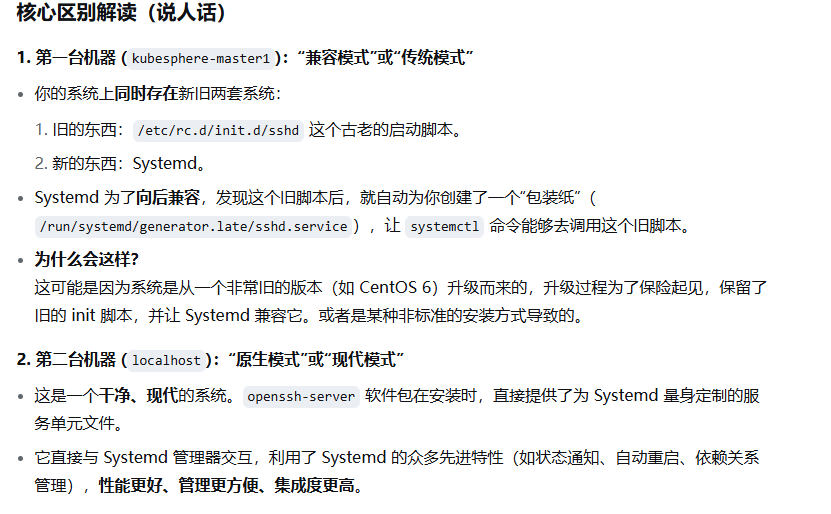 核心区别解读（说人话）
1. 第一台机器 (kubesphere-master1)：“兼容模式”或“传统模式”
• 你的系统上同时存在新旧两套系统：
1. 旧的东西：/etc/rc.d/init.d/sshd 这个古老的启动脚本。
2. 新的东西：Systemd。
• Systemd 为了向后兼容，发现这个旧脚本后，就自动为你创建了一个“包装纸”（
/run/systemd/generator.late/sshd.service），让 systemctl 命令能够去调用这个旧脚本。
• 为什么会这样？
这可能是因为系统是从一个非常旧的版本（如 CentOS 6）升级而来的，升级过程为了保险起见，保留了
旧的 init 脚本，并让 Systemd 兼容它。或者是某种非标准的安装方式导致的。
2. 第二台机器 (localhost)：“原生模式”或“现代模式”
• 这是一个干净、现代的系统。openssh-server 软件包在安装时，直接提供了为 Systemd 量身定制的服
务单元文件。
• 它直接与 Systemd 管理器交互，利用了 Systemd 的众多先进特性（如状态通知、自动重启、依赖关系
管理），性能更好、管理更方便、集成度更高。